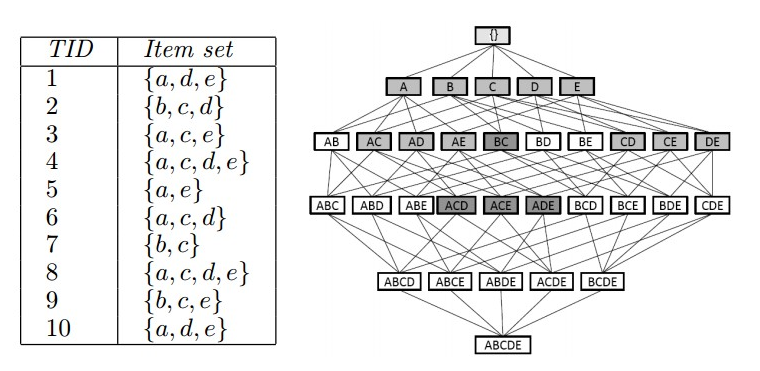 TID Item set
1 {a, d, e}
2 {b, c, d}
3 {a, c, e}
4 {a, c, d, e}
5 {a, e}
6 {a, c, d}
7 {b, c}
8 {a, c, d, e}
9 {b, c, e}
10 {a, d, e}
{}
A B C D E
AB AC AD AE BC BD BE CD CE DE
ABC ABD ABE ACD ACE ADE BCD BCE BDE CDE
ABCD ABCE ABDE ACDE BCDE
ABCDE